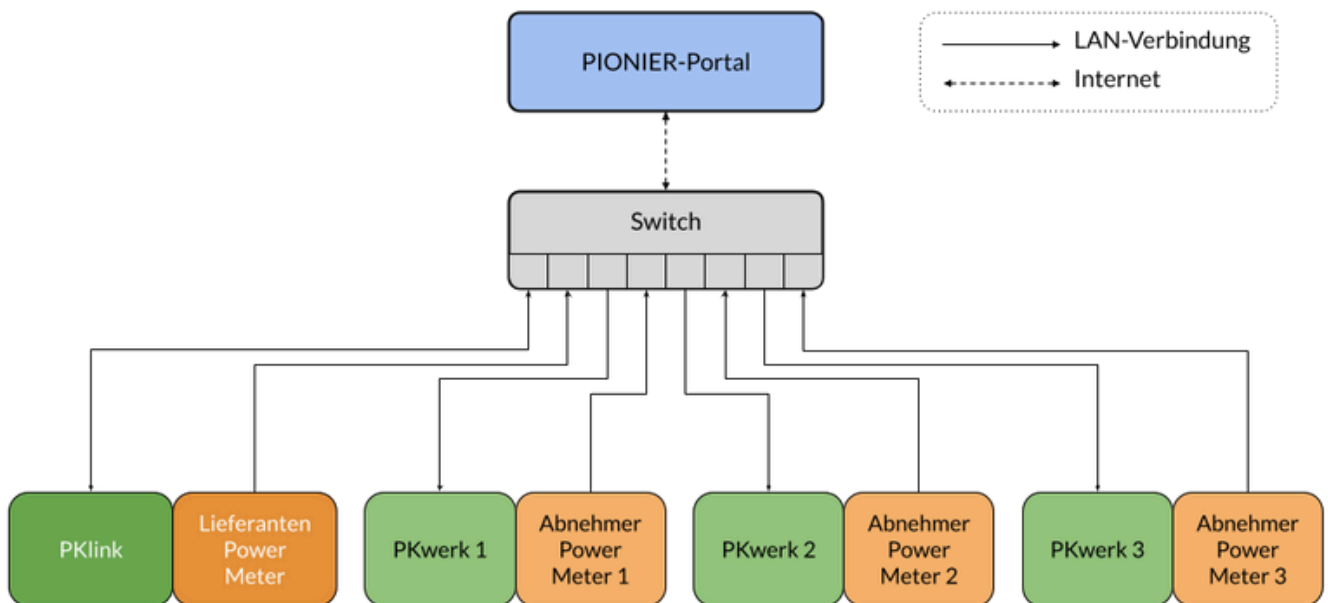 PIONIER-Portal
LAN-Verbindung
Internet
Switch
PKlink
Lieferanten
Power
Meter
PKwerk 1
Abnehmer
Power
Meter 1
PKwerk 2
Abnehmer
Power
Meter 2
PKwerk 3
Abnehmer
Power
Meter 3